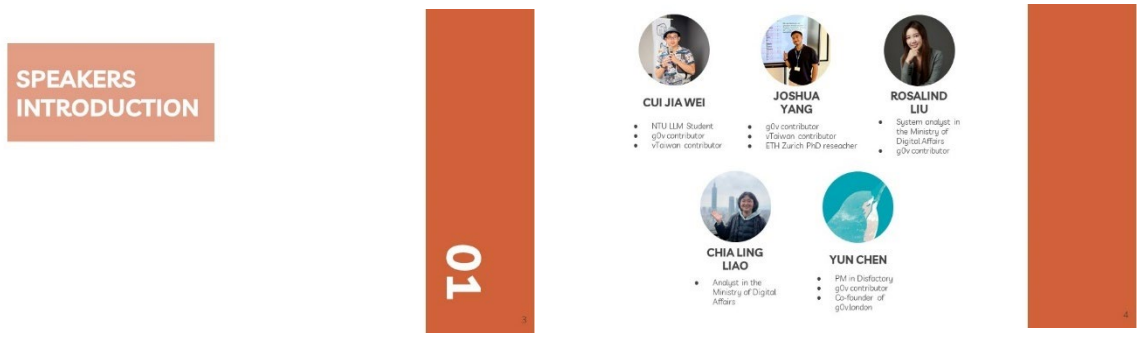 SPEAKERS
INTRODUCTION
01
3
CUI JIA WEI
● NTU LLM Student
● g0v contributor
● vTaiwan contributor
JOSHUA
YANG
● g0v contributor
● vTaiwan contributor
● ETH Zurich PhD reseacher
ROSALIND
LIU
● System analyst in
the Ministry of
Digital Affairs
● g0v contributor
CHIA LING
LIAO
● Analyst in the
Ministry of Digital
Affairs
YUN CHEN
● PM in Disfactory
● g0v contributor
● Co-founder of
g0v.london
4